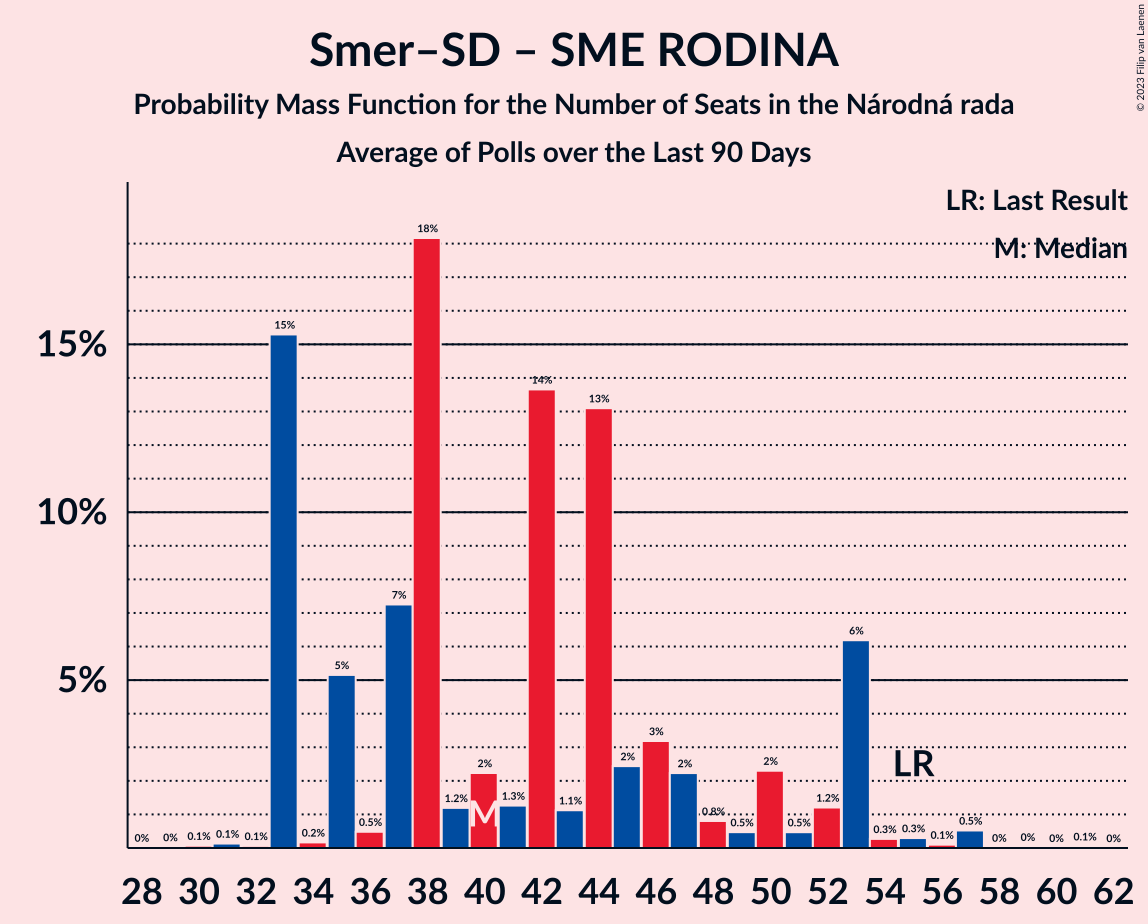 Smer–SD – SME RODINA
Probability Mass Function for the Number of Seats in the Národná rada
Average of Polls over the Last 90 Days
© 2023 Filip van Laenen
LR: Last Result
M: Median
15%
10%
5%
0% 0% 0.1% 0.1% 0.1% 15% 0.2% 5% 0.5% 7% 18% 1.2% 2% 1.3% 14% 1.1% 13% 2% 3% 2% 0.8% 0.5% 2% 0.5% 1.2% 6% 0.3% 0.3% 0.1% 0.5% 0% 0% 0% 0.1% 0%
M
LR
28 30 32 34 36 38 40 42 44 46 48 50 52 54 56 58 60 62